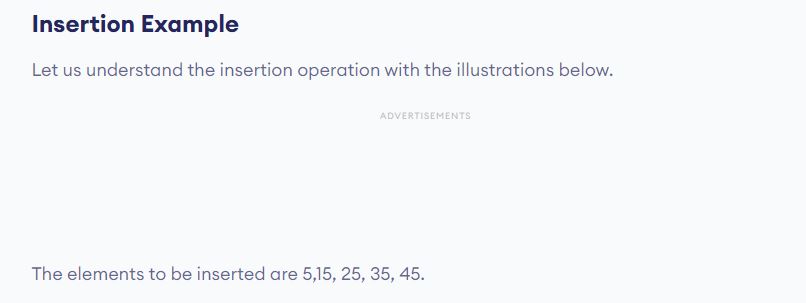 Insertion Example
Let us understand the insertion operation with the illustrations below.
ADVERTISEMENTS
The elements to be inserted are 5,15, 25, 35, 45.